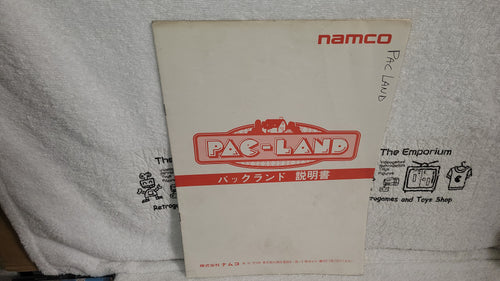 namco
PAC LAND
PAC-LAND
パックランド 説明書
株式会社 ナムコ
The
Retrogames
The Emporium
and Toys Shop